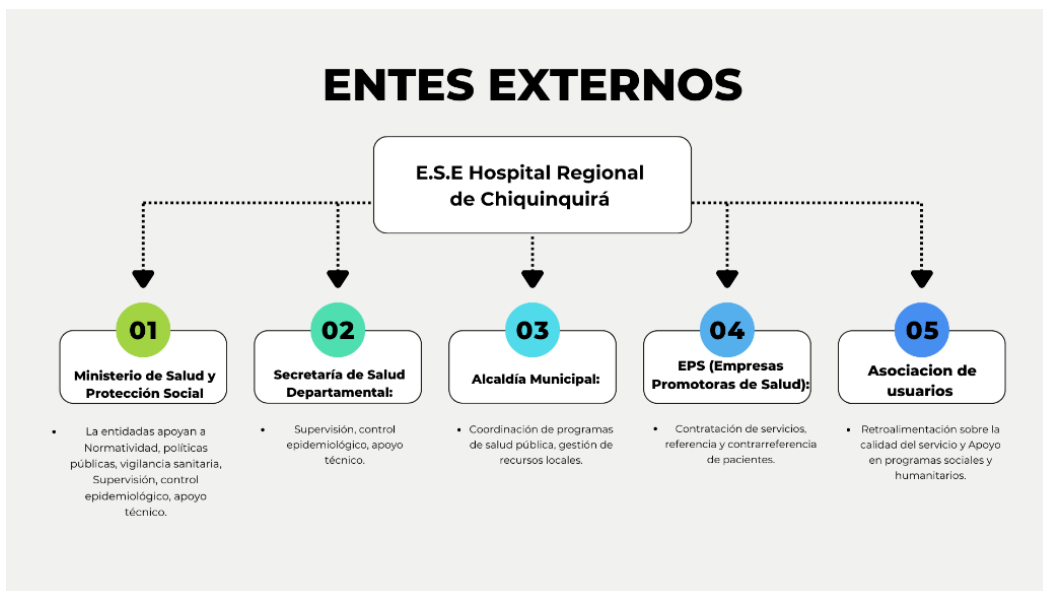 ENTES EXTERNOS
E.S.E Hospital Regional
de Chiquinquirá
01
Ministerio de Salud y
Protección Social
• La entidadas apoyan a
Normatividad, políticas
públicas, vigilancia sanitaria,
Supervisión, control
epidemiológico, apoyo
técnico.
02
Secretaría de Salud
Departamental:
• Supervisión, control
epidemiológico, apoyo
técnico.
03
Alcaldía Municipal:
• Coordinación de programas
de salud pública, gestión de
recursos locales.
04
EPS (Empresas
Promotoras de Salud):
• Contratación de servicios,
referencia y contrarreferencia
de pacientes.
05
Asociacion de
usuarios
• Retroalimentación sobre la
calidad del servicio y Apoyo
en programas sociales y
humanitarios.